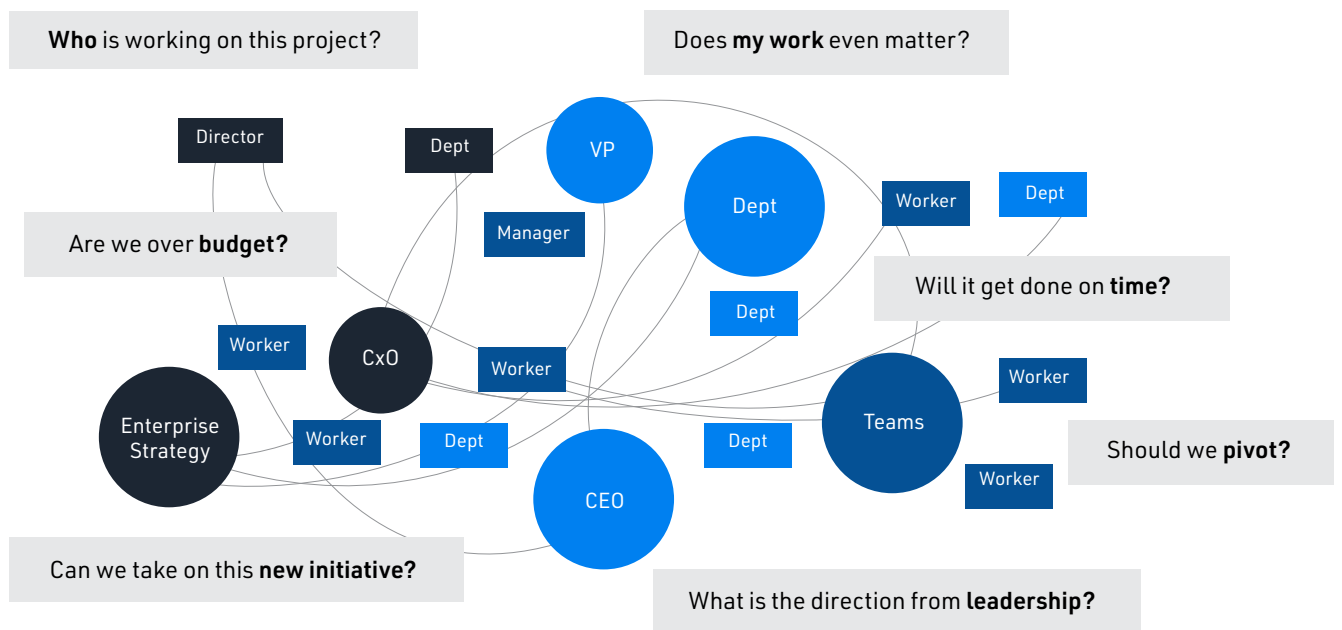 Who is working on this project?
Does my work even matter?
Director
Dept
VP
Dept
Worker
Dept
Manager
Are we over budget?
Will it get done on time?
Dept
Worker
CxO
Worker
Worker
Enterprise
Strategy
Worker
Dept
Dept
Teams
Should we pivot?
Worker
CEO
Can we take on this new initiative?
What is the direction from leadership?